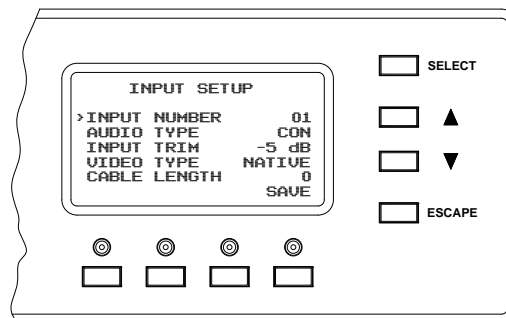 INPUT SETUP
>INPUT NUMBER 01
AUDIO TYPE CON
INPUT TRIM -5 dB
VIDEO TYPE NATIVE
CABLE LENGTH 0
SAVE
SELECT
ESCAPE